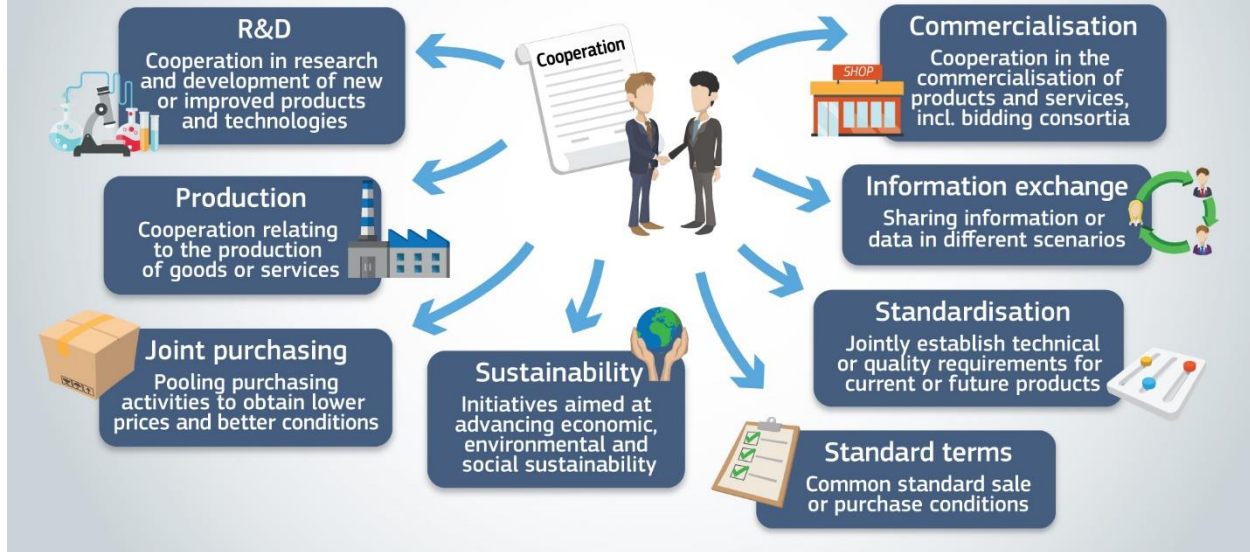 R&D
Cooperation in research
and development of new
or improved products
and technologies
Cooperation
Commercialisation
Cooperation in the
commercialisation of
products and services,
incl. bidding consortia
SHOP
Production
Cooperation relating
to the production
of goods or services
Information exchange
Sharing information or
data in different scenarios
Joint purchasing
Pooling purchasing
activities to obtain lower
prices and better conditions
Sustainability
Initiatives aimed at
advancing economic,
environmental and
social sustainability
Standardisation
Jointly establish technical
or quality requirements for
current or future products
Standard terms
Common standard sale
or purchase conditions